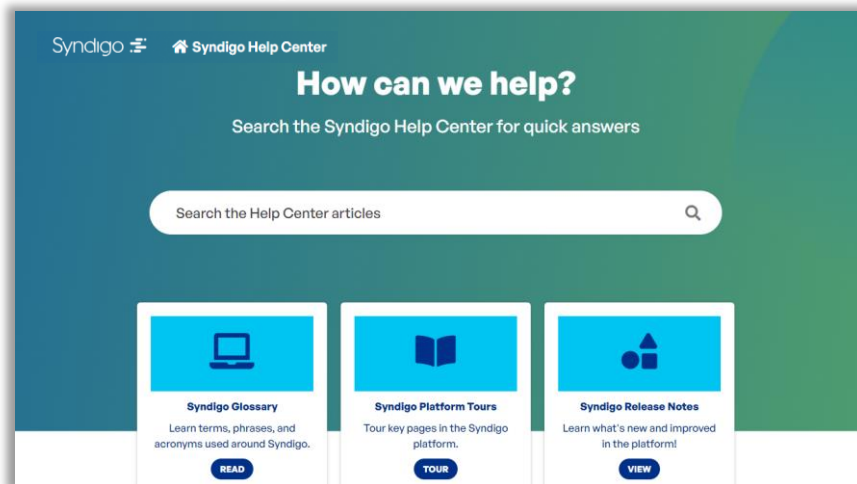 Syndigo Syndigo Help Center
How can we help?
Search the Syndigo Help Center for quick answers
Search the Help Center articles
Syndigo Glossary
Learn terms, phrases, and
acronyms used around Syndigo.
READ
Syndigo Platform Tours
Tour key pages in the Syndigo
platform.
TOUR
Syndigo Release Notes
Learn what's new and improved
in the platform!
VIEW